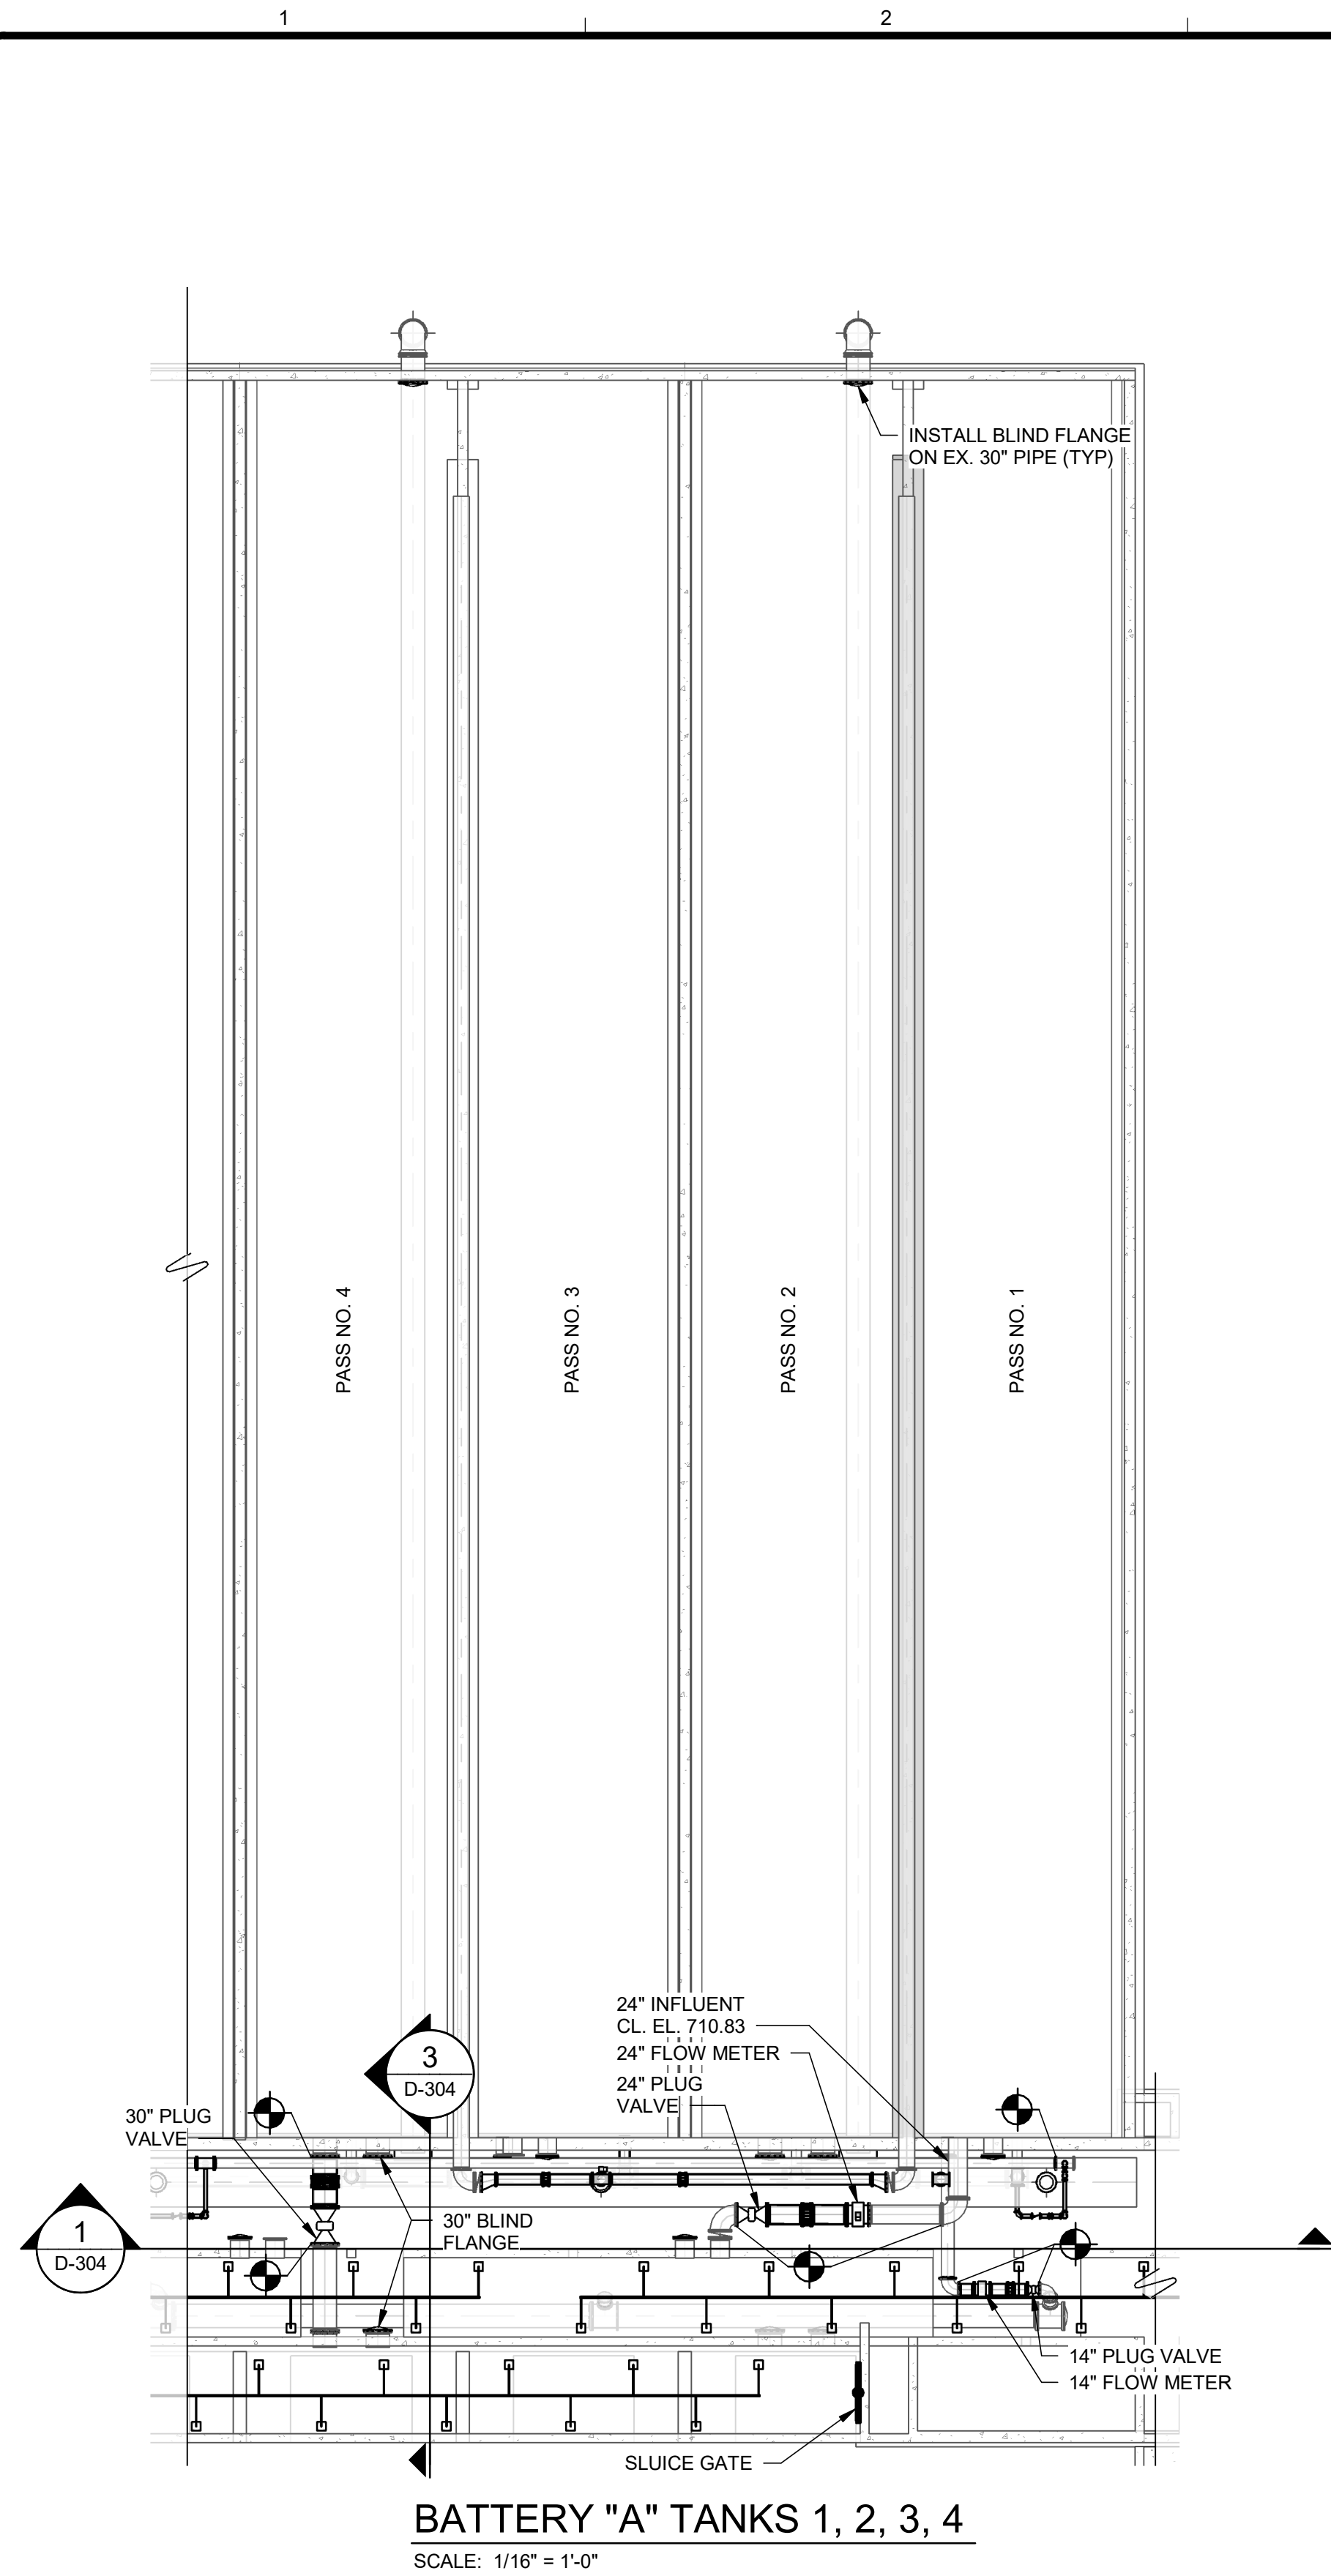 1
2
INSTALL BLIND FLANGE
ON EX. 30" PIPE (TYP)
PASS NO. 4
PASS NO. 3
PASS NO. 2
PASS NO. 1
24" INFLUENT
CL. EL. 710.83
24" FLOW METER
24" PLUG
VALVE
3
D-304
30" PLUG
VALVE
1
D-304
30" BLIND
FLANGE
14" PLUG VALVE
14" FLOW METER
SLUICE GATE
BATTERY "A" TANKS 1, 2, 3, 4
SCALE: 1/16" = 1'-0"